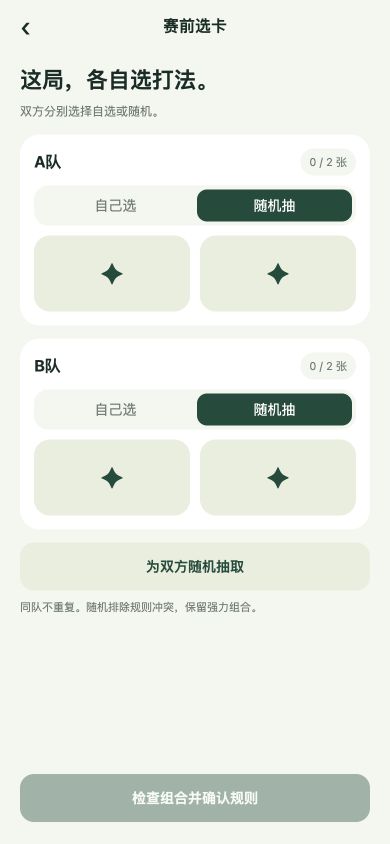 赛前选卡
这局，各自选打法。
双方分别选择自选或随机。
A队
0 / 2 张
自己选
随机抽
B队
0 / 2 张
自己选
随机抽
为双方随机抽取
同队不重复。随机排除规则冲突，保留强力组合。
检查组合并确认规则